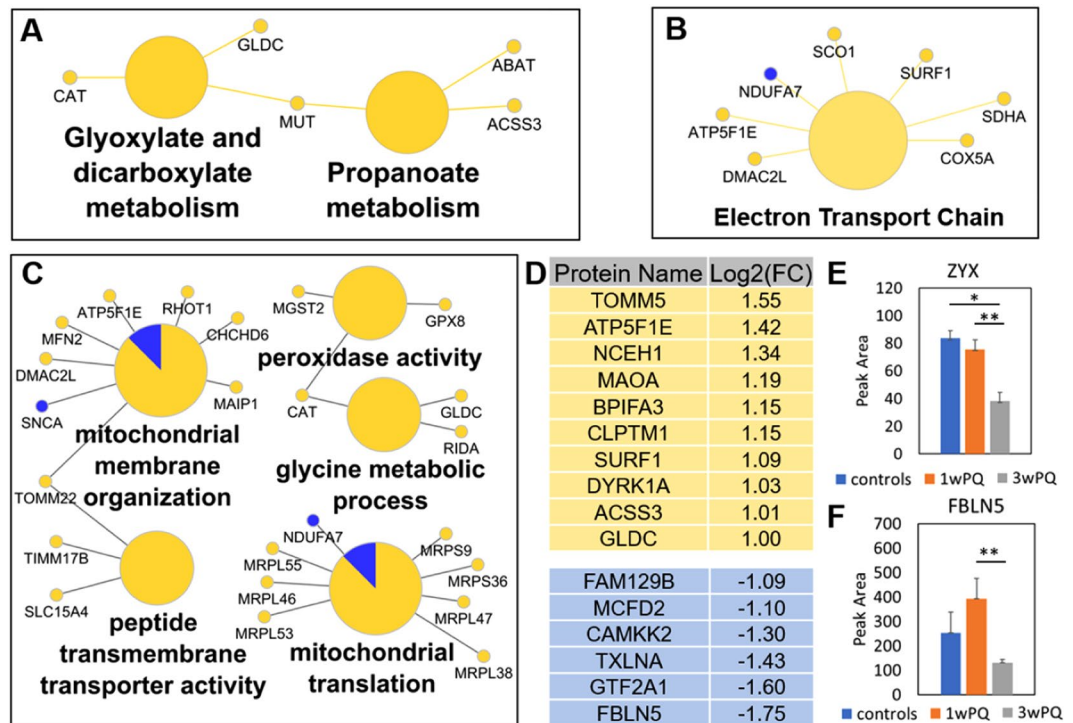 A
GLDC
CAT
MUT
ABAT
ACSS3
Glyoxylate and
dicarboxylate
metabolism
Propanoate
metabolism
B
SCO1
SURF1
NDUFA7
SDHA
ATP5F1E
COX5A
DMAC2L
Electron Transport Chain
C
ATP5F1E
RHOT1
MFN2
CHCHD6
DMAC2L
MAIP1
SNCA
mitochondrial
membrane
organization
TOMM22
TIMM17B
SLC15A4
peptide
transmembrane
transporter activity
MGST2
GPX8
peroxidase activity
CAT
GLDC
RIDA
glycine metabolic
process
NDUFA7
MRPS9
MRPL55
MRPS36
MRPL46
MRPL47
MRPL53
MRPL38
mitochondrial
translation
D
Protein Name Log2(FC)
TOMM5 1.55
ATP5F1E 1.42
NCEH1 1.34
MAOA 1.19
BPIFA3 1.15
CLPTM1 1.15
SURF1 1.09
DYRK1A 1.03
ACSS3 1.01
GLDC 1.00
FAM129B -1.09
MCFD2 -1.10
CAMKK2 -1.30
TXLNA -1.43
GTF2A1 -1.60
FBLN5 -1.75
E
ZYX
Peak Area
120
100
80
60
40
20
0
*
**
controls 1wPQ 3wPQ
F
FBLN5
Peak Area
700
600
500
400
300
200
100
0
**
controls 1wPQ 3wPQ